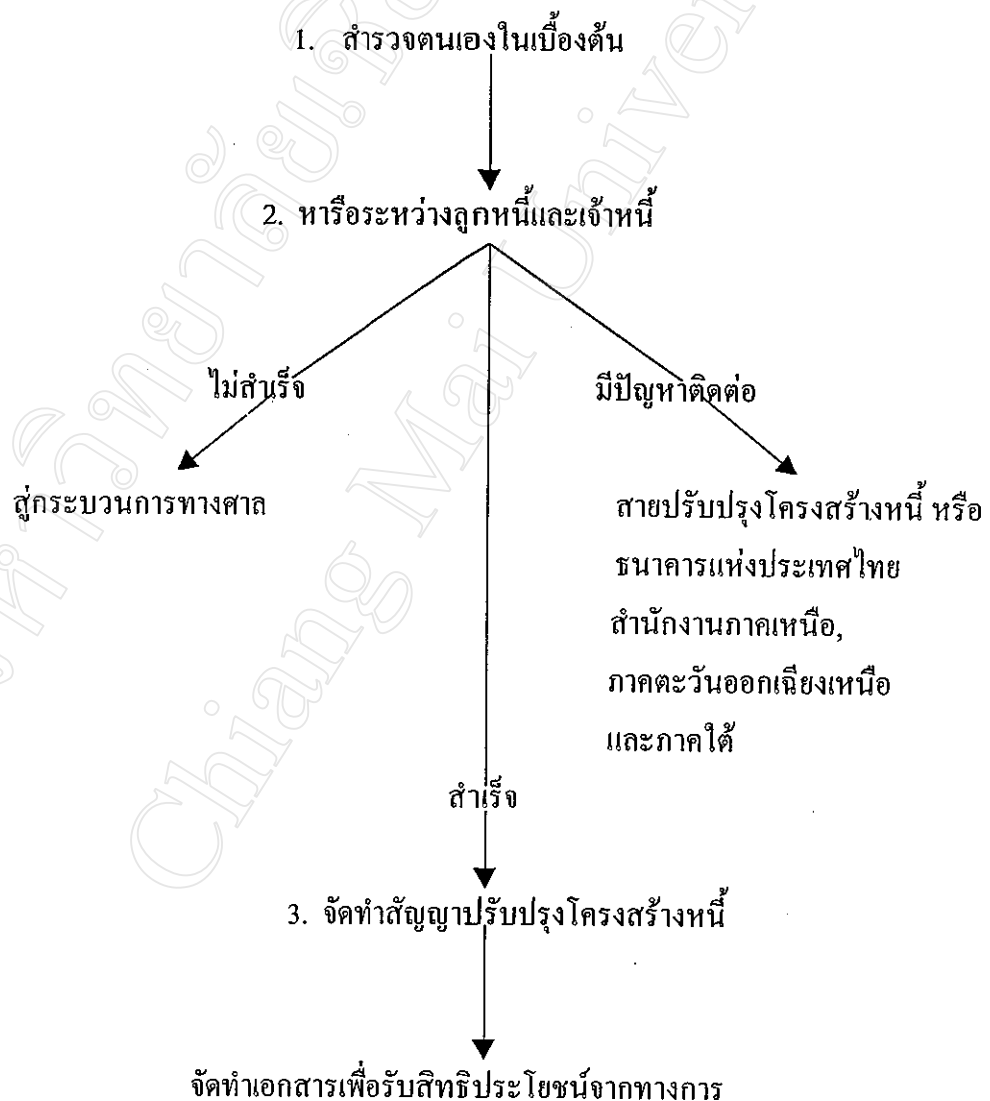 1. สำรวจตนเองในเบื้องต้น
2. หารือระหว่างลูกหนี้และเจ้าหนี้
ไม่สำเร็จ
มีปัญหาติดต่อ
สู่กระบวนการทางศาล
สายปรับปรุงโครงสร้างหนี้ หรือ
ธนาคารแห่งประเทศไทย
สำนักงานภาคเหนือ,
ภาคตะวันออกเฉียงเหนือ
และภาคใต้
สำเร็จ
3. จัดทำสัญญาปรับปรุงโครงสร้างหนี้
จัดทำเอกสารเพื่อรับสิทธิประโยชน์จากทางการ
Chiang Mai Univer